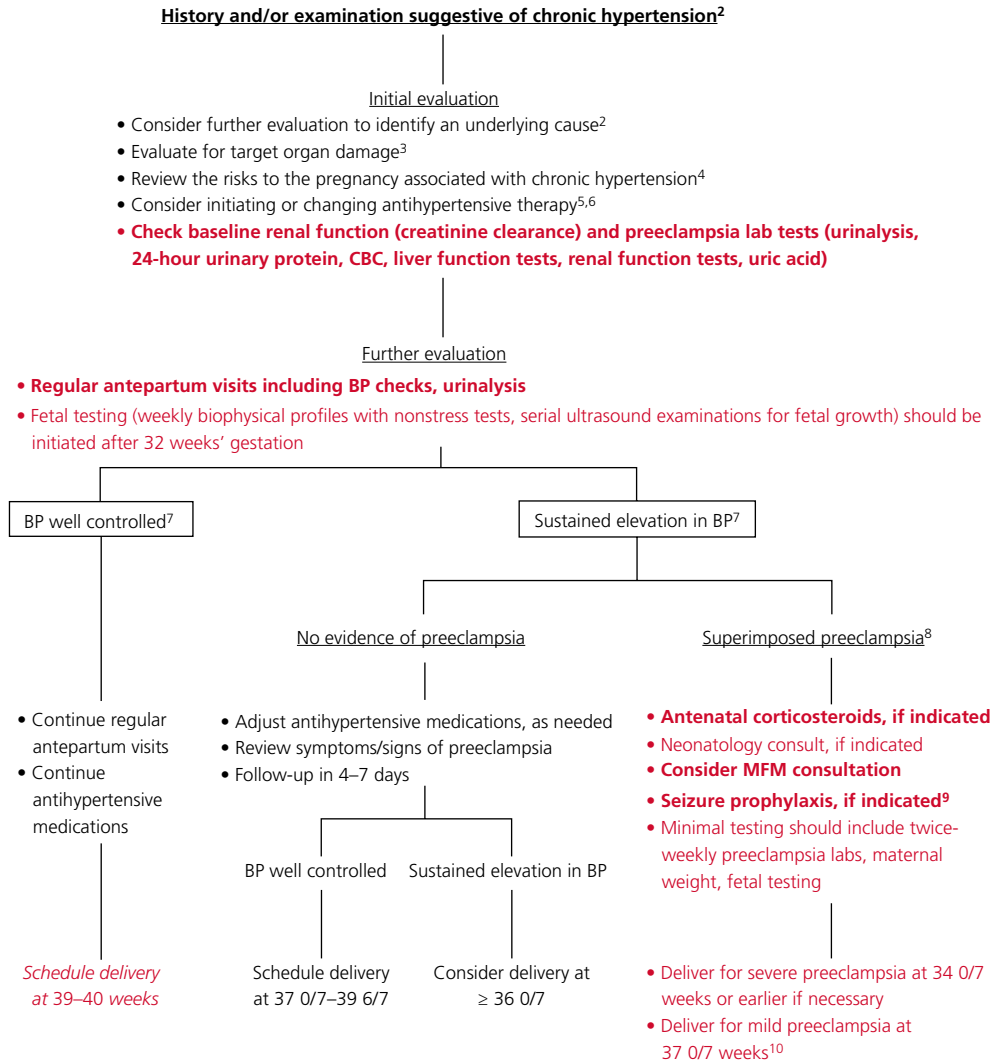 History and/or examination suggestive of chronic hypertension²
Initial evaluation
• Consider further evaluation to identify an underlying cause²
• Evaluate for target organ damage³
• Review the risks to the pregnancy associated with chronic hypertension⁴
• Consider initiating or changing antihypertensive therapy⁵,⁶
• Check baseline renal function (creatinine clearance) and preeclampsia lab tests (urinalysis,
24-hour urinary protein, CBC, liver function tests, renal function tests, uric acid)
Further evaluation
• Regular antepartum visits including BP checks, urinalysis
• Fetal testing (weekly biophysical profiles with nonstress tests, serial ultrasound examinations for fetal growth) should be
initiated after 32 weeks’ gestation
BP well controlled⁷
Sustained elevation in BP⁷
No evidence of preeclampsia
Superimposed preeclampsia⁸
• Continue regular
antepartum visits
• Continue
antihypertensive
medications
• Adjust antihypertensive medications, as needed
• Review symptoms/signs of preeclampsia
• Follow-up in 4–7 days
• Antenatal corticosteroids, if indicated
• Neonatology consult, if indicated
• Consider MFM consultation
• Seizure prophylaxis, if indicated⁹
• Minimal testing should include twice-
weekly preeclampsia labs, maternal
weight, fetal testing
BP well controlled
Sustained elevation in BP
Schedule delivery
at 39–40 weeks
Schedule delivery
at 37 0/7–39 6/7
Consider delivery at
≥ 36 0/7
• Deliver for severe preeclampsia at 34 0/7
weeks or earlier if necessary
• Deliver for mild preeclampsia at
37 0/7 weeks¹⁰